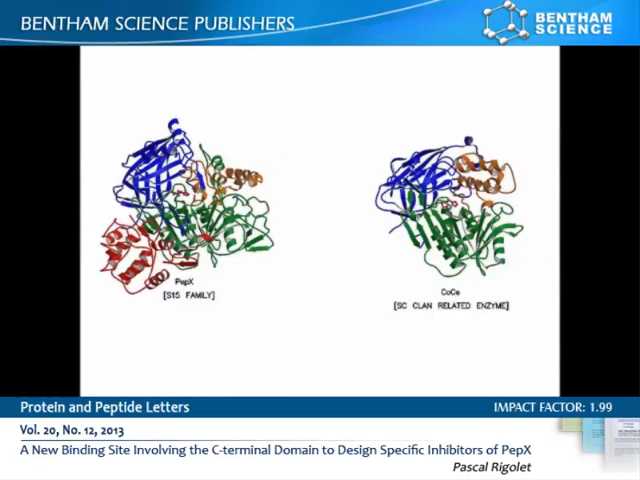 BENTHAM SCIENCE PUBLISHERS
BENTHAM
SCIENCE
PepX
[S15 FAMILY]
CoCe
[SC CLAN RELATED ENZYME]
Protein and Peptide Letters
IMPACT FACTOR: 1.99
Vol. 20, No. 12, 2013
A New Binding Site Involving the C-terminal Domain to Design Specific Inhibitors of PepX
Pascal Rigolet